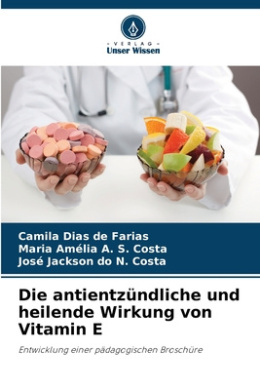 VERLAG
Unser Wissen
Camila Dias de Farias
Maria Amélia A. S. Costa
José Jackson do N. Costa
Die antientzündliche und
heilende Wirkung von
Vitamin E
Entwicklung einer pädagogischen Broschüre